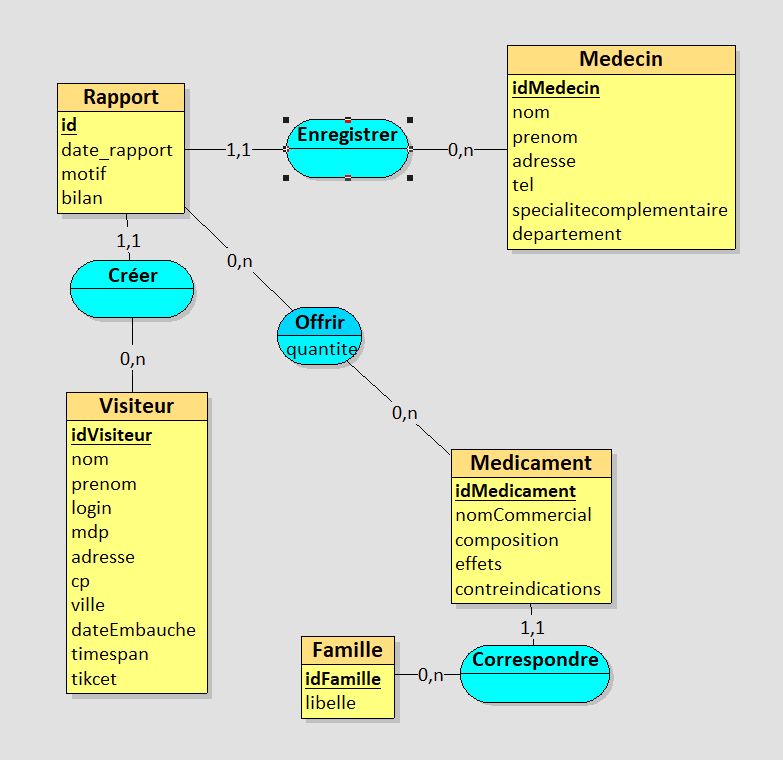 Medecin
idMedecin
nom
prenom
adresse
tel
specialitecomplementaire
departement
Rapport
id
date_rapport
motif
bilan
1,1
Enregistrer
0,n
1,1
Créer
0,n
0,n
Offrir
quantite
0,n
Visiteur
idVisiteur
nom
prenom
login
mdp
adresse
cp
ville
dateEmbauche
timespan
tikcet
Medicament
idMedicament
nomCommercial
composition
effets
contreindications
1,1
Correspondre
0,n
Famille
idFamille
libelle